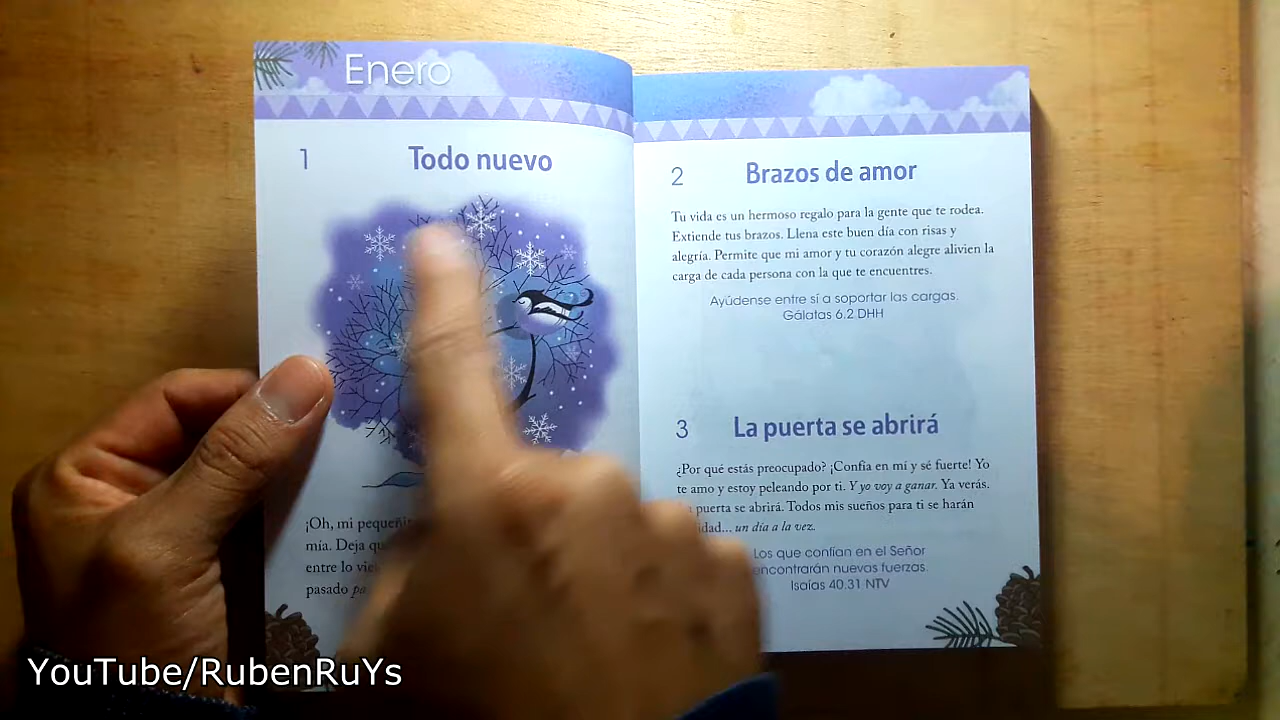 Enero
1 Todo nuevo
¡Oh, mi pequeñi
mía. Deja qu
entre lo vie
pasado
2 Brazos de amor
Tu vida es un hermoso regalo para la gente que te rodea.
Extiende tus brazos. Llena este buen día con risas y
alegría. Permite que mi amor y tu corazón alegre alivien la
carga de cada persona con la que te encuentres.
Ayúdense entre sí a soportar las cargas.
Gálatas 6.2 DHH
3 La puerta se abrirá
¿Por qué estás preocupado? ¡Confía en mí y sé fuerte! Yo
te amo y estoy peleando por ti. Y yo voy a ganar. Ya verás.
puerta se abrirá. Todos mis sueños para ti se harán
idad... un día a la vez.
Los que confían en el Señor
encontrarán nuevas fuerzas.
Isaías 40.31 NTV
YouTube/RubenRuYs